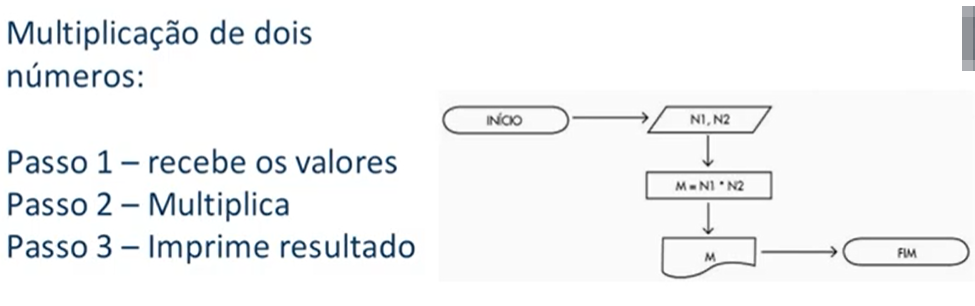 Multiplicação de dois
números:
Passo 1 – recebe os valores
Passo 2 – Multiplica
Passo 3 – Imprime resultado
INÍCIO
N1, N2
M = N1 * N2
M
FIM